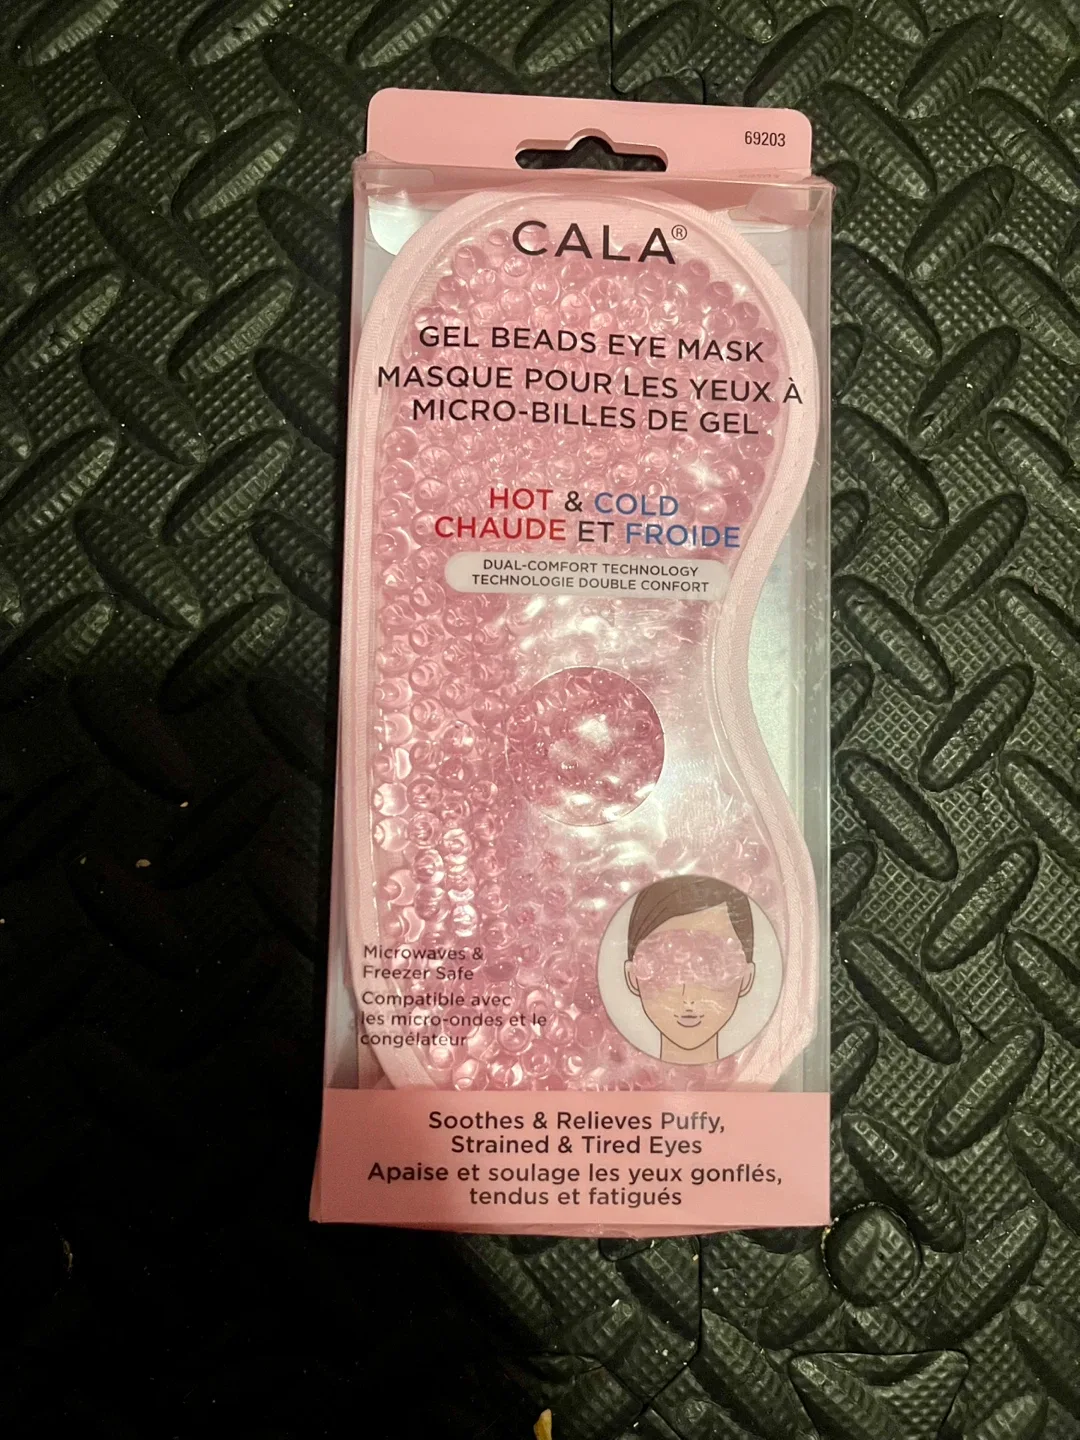 69203
CALA®
GEL BEADS EYE MASK
MASQUE POUR LES YEUX À
MICRO-BILLES DE GEL
HOT & COLD
CHAUDE ET FROIDE
DUAL-COMFORT TECHNOLOGY
TECHNOLOGIE DOUBLE CONFORT
Microwaves &
Freezer Safe
Compatible avec
les micro-ondes et le
congélateur
Soothes & Relieves Puffy,
Strained & Tired Eyes
Apaise et soulage les yeux gonflés,
tendus et fatigués